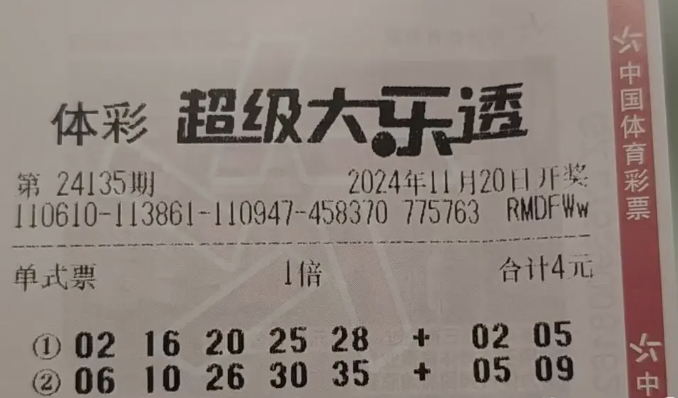 体彩 超级大乐透
第 24135期 2024年11月20日开奖
110610-113861-110947-458370 775763 RMDFWw
单式票 1倍 合计4元
① 02 16 20 25 28 + 02 05
② 06 10 26 30 35 + 05 09
中国体育彩票
中